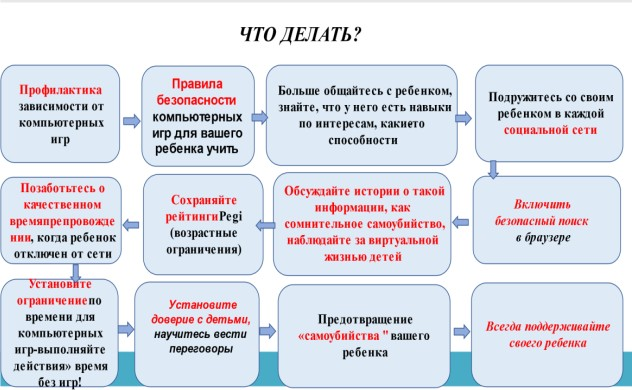 ЧТО ДЕЛАТЬ?
Профилактика
зависимости от
компьютерных
игр
Правила
безопасности
компьютерных
игр для вашего
ребенка учить
Больше общайтесь с ребенком,
знайте, что у него есть навыки
по интересам, какието
способности
Подружитесь со своим
ребенком в каждой
социальной сети
Включить
безопасный поиск
в браузере
Обсуждайте истории о такой
информации, как
сомнительное самоубийство,
наблюдайте за виртуальной
жизнью детей
Сохраняйте
рейтингиPegi
(возрастные
ограничения)
Позаботьтесь о
качественном
времяпрепровожде
нии, когда ребенок
отключен от сети
Установите
ограничениепо
времени для
компьютерных
игр-выполняйте
действия» время
без игр!
Установите
доверие с детьми,
научитесь вести
переговоры
Предотвращение
«самоубийства "вашего
ребенка
Всегда поддерживайте
своего ребенка